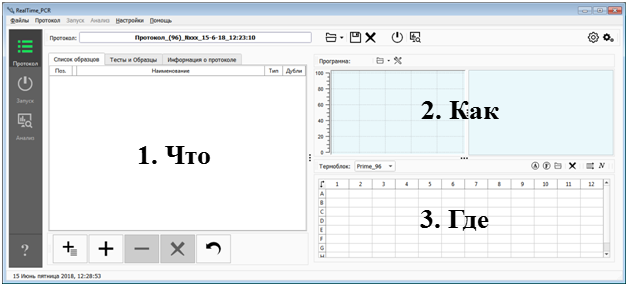 RealTime_PCR
Файлы Протокол Запуск Анализ Настройки Помощь
Протокол: Протокол_(96)_Rxxx_15-6-18_12:23:10
Протокол
Запуск
Анализ
?
Список образцов Тесты и Образцы Информация о протоколе
Поз. Наименование Тип Дубли
1. Что
Программа:
100
80
60
40
20
0
2. Как
Термоблок: Prime_96
A F N
1 2 3 4 5 6 7 8 9 10 11 12
A
B
C
D
E
F
G
H
3. Где
15 Июнь пятница 2018, 12:28:53